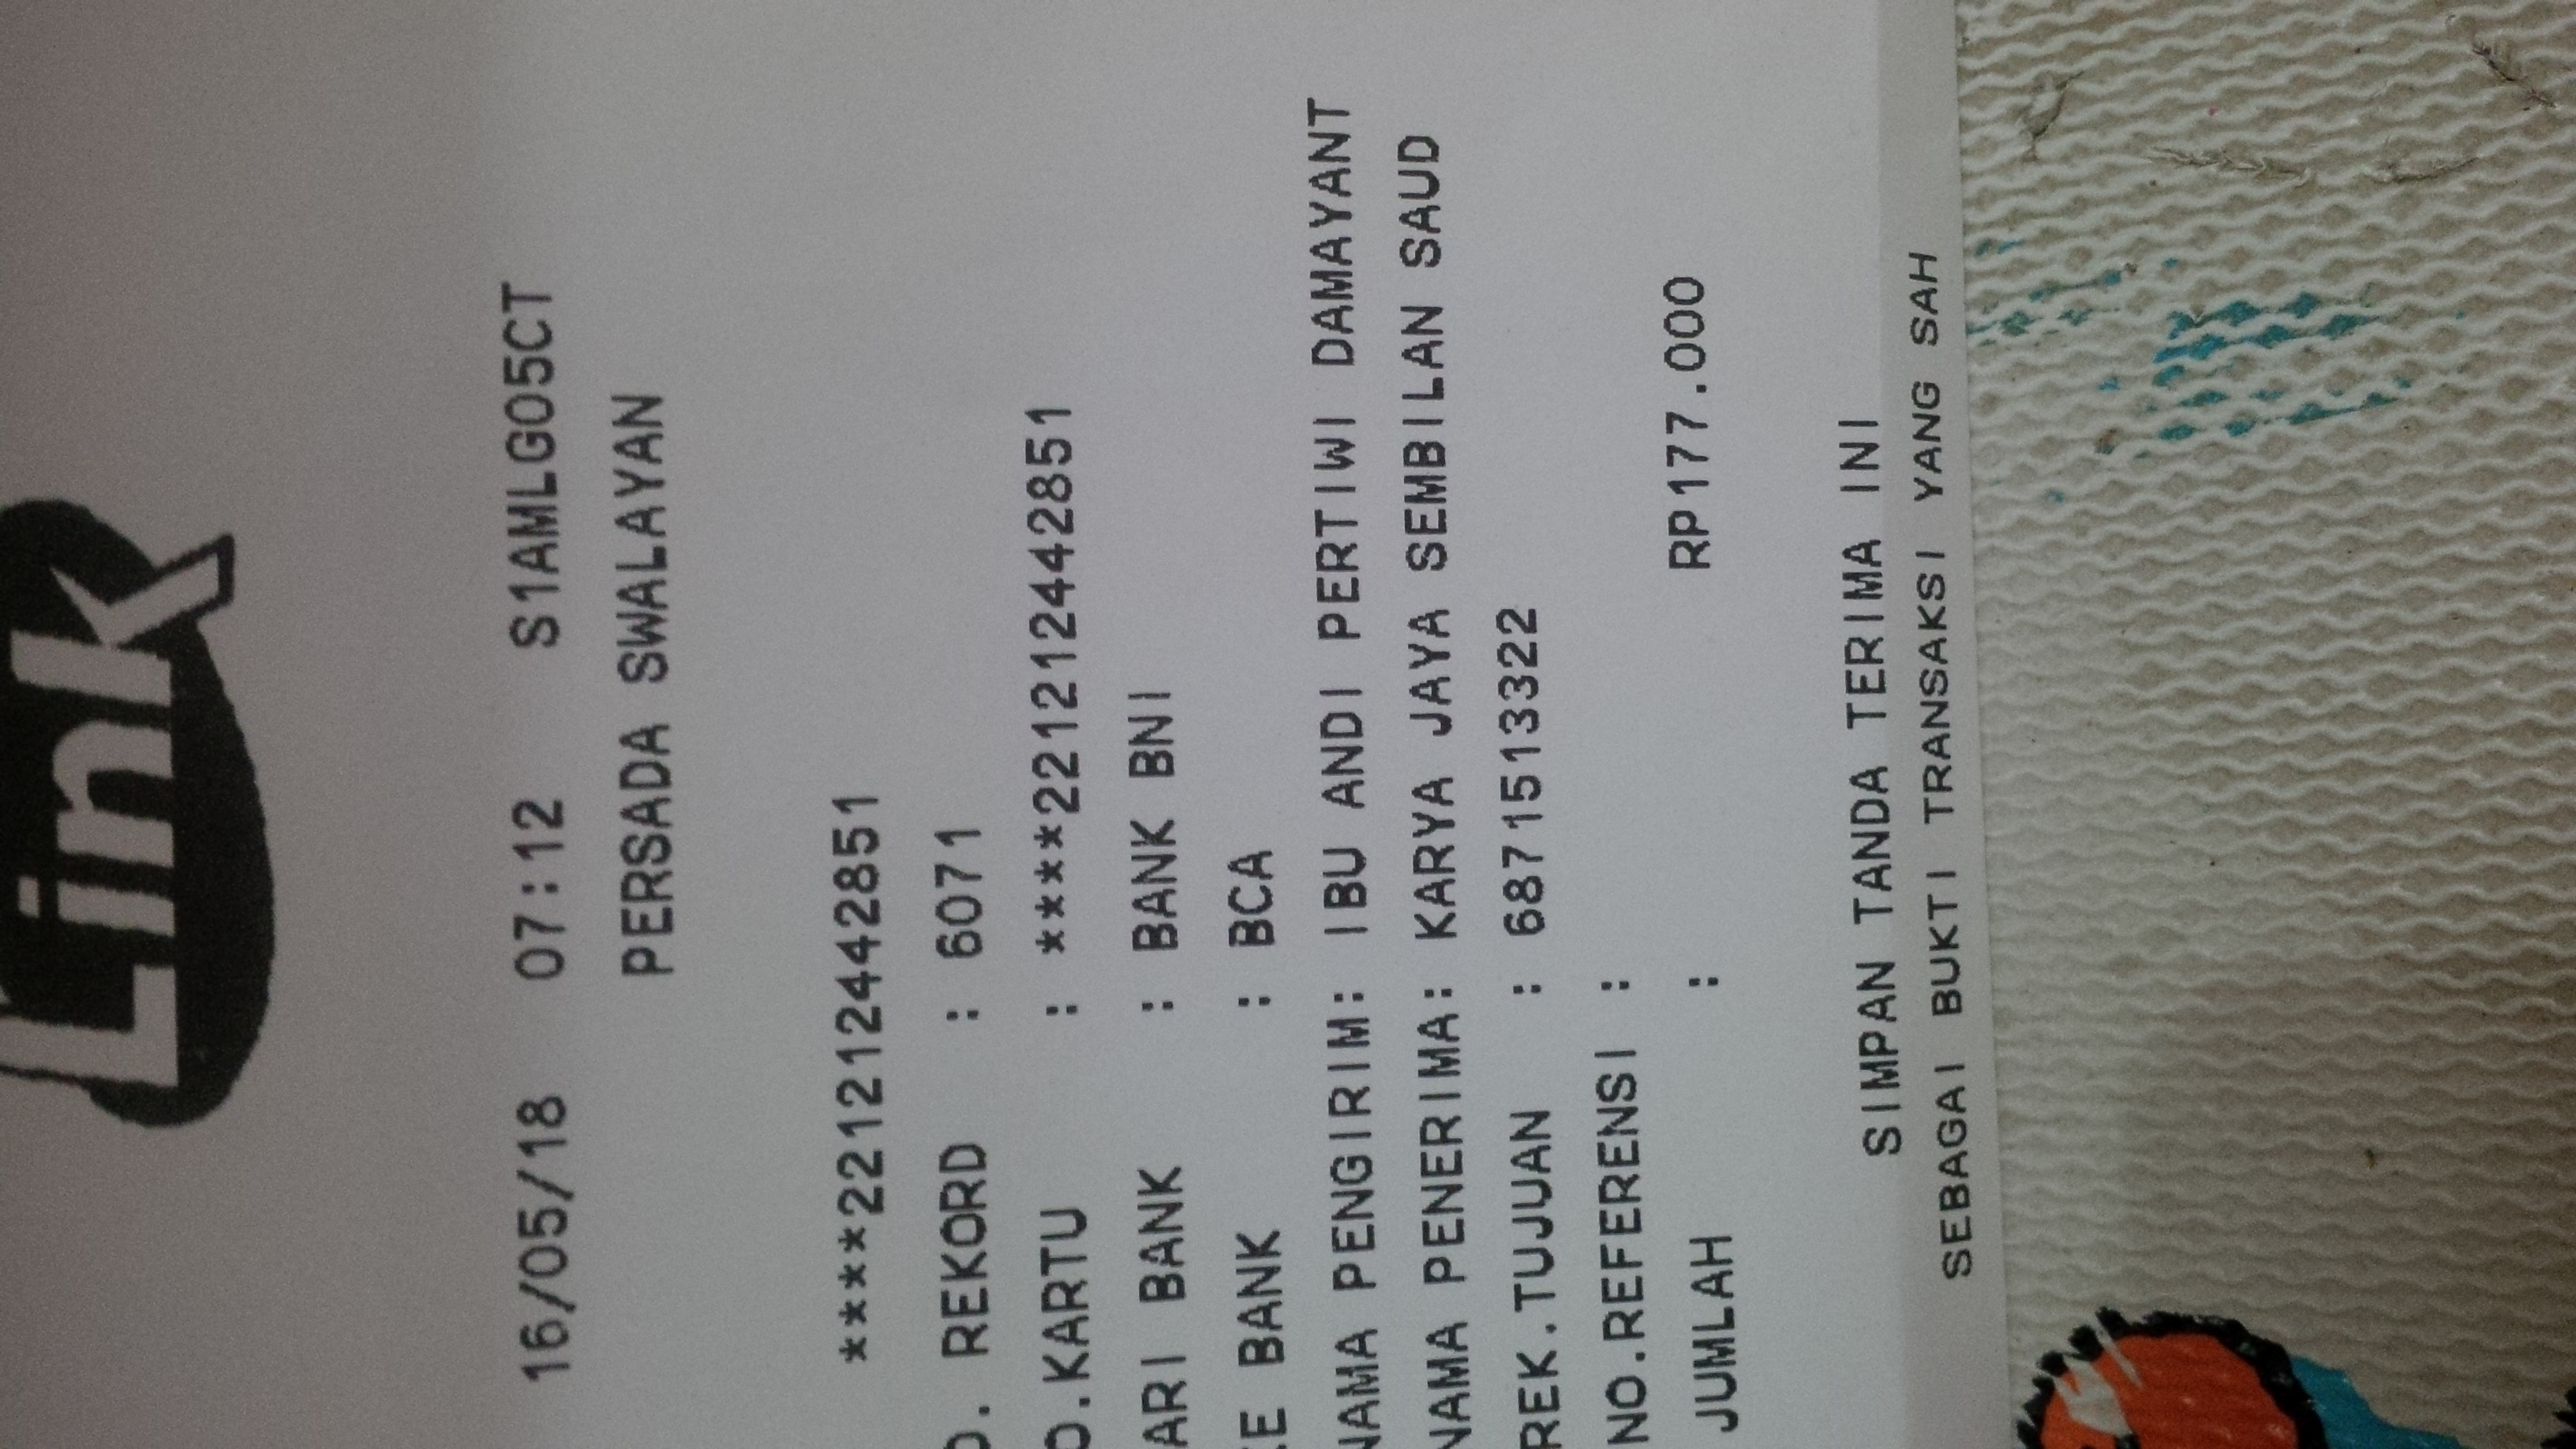 Link
16/05/18 07:12 S1AMLG05CT
PERSADA SWALAYAN
****221212442851
O. REKORD : 6071
O.KARTU : ****221212442851
ARI BANK : BANK BNI
KE BANK : BCA
NAMA PENGIRIM: IBU ANDI PERTIWI DAMAYANT
NAMA PENERIMA: KARYA JAYA SEMBILAN SAUD
REK.TUJUAN : 6871513322
NO.REFERENSI :
JUMLAH : RP177.000
SIMPAN TANDA TERIMA INI
SEBAGAI BUKTI TRANSAKSI YANG SAH